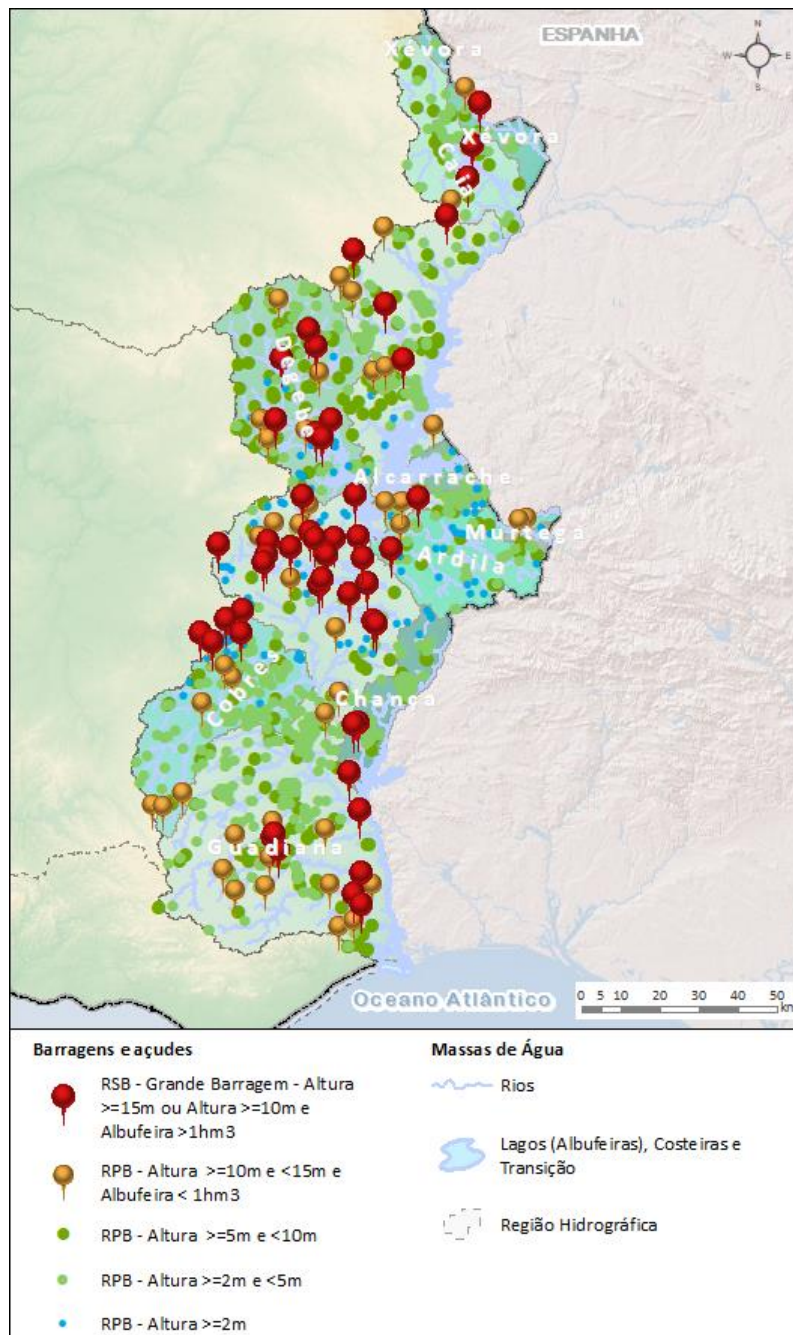 Xévora
ESPANHA
N
W
E
S
Xévora
Caia
Degebe
Alcarrache
Murtega
Ardila
Cobres
Chança
Guadiana
Oceano Atlântico
0 5 10 20 30 40 50
km
Barragens e açudes
RSB - Grande Barragem - Altura
>=15m ou Altura >=10m e
Albufeira >1hm3
RPB - Altura >=10m e <15m e
Albufeira < 1hm3
RPB - Altura >=5m e <10m
RPB - Altura >=2m e <5m
RPB - Altura >=2m
Massas de Água
Rios
Lagos (Albufeiras), Costeiras e
Transição
Região Hidrográfica